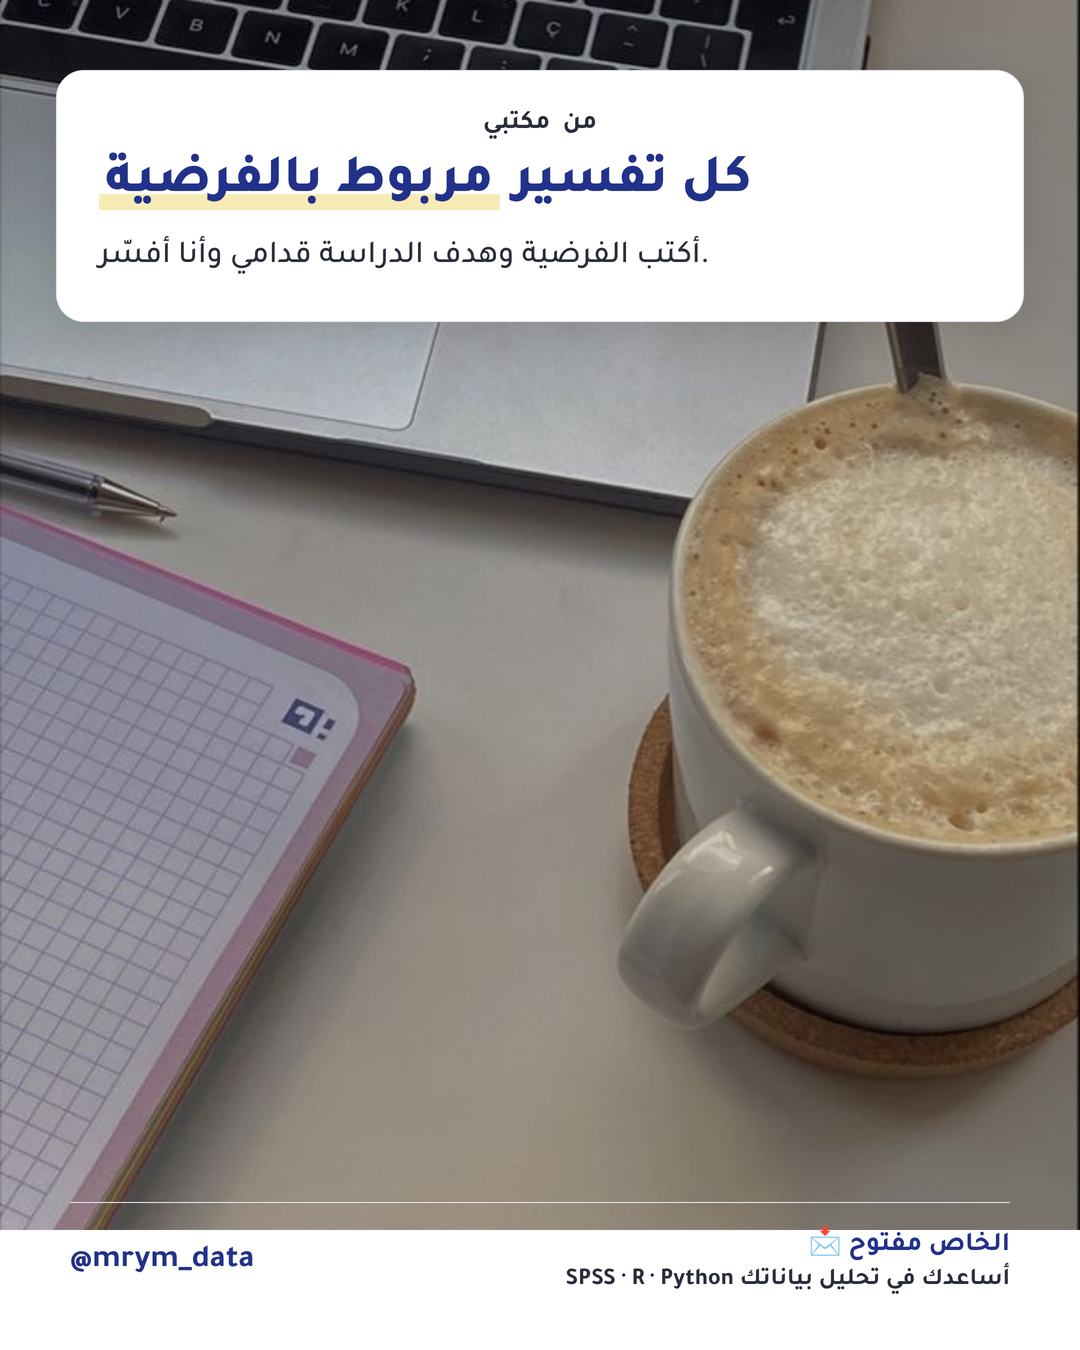 C V B N M K L Ç ; : ~ ^ | \
من مكتبي
كل تفسير مربوط بالفرضية
أكتب الفرضية وهدف الدراسة قدامي وأنا أفسّر.
الخاص مفتوح 📩
أساعدك في تحليل بياناتك SPSS · R · Python
@mrym_data